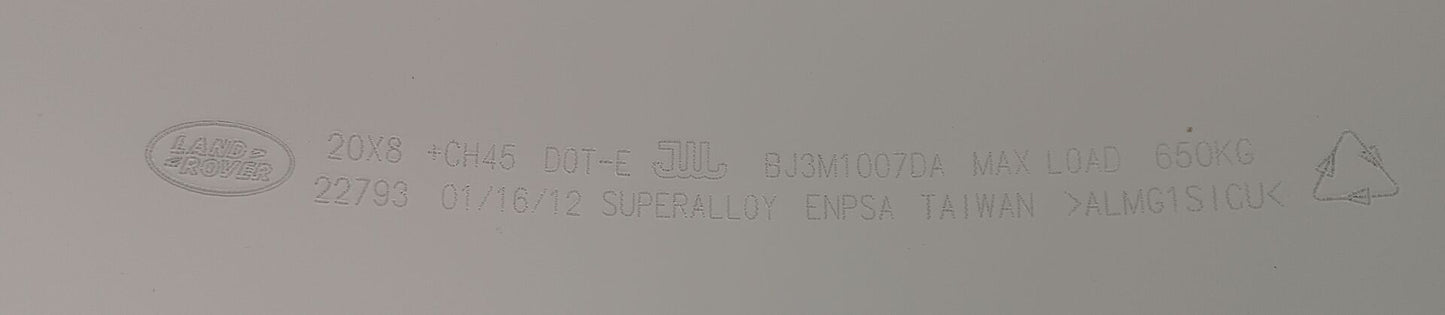 LAND ROVER
20X8 +CH45 DOT-E JWL BJ3M1007DA MAX LOAD 650KG
22793 01/16/12 SUPERALLOY ENPSA TAIWAN >ALMG1SICU<